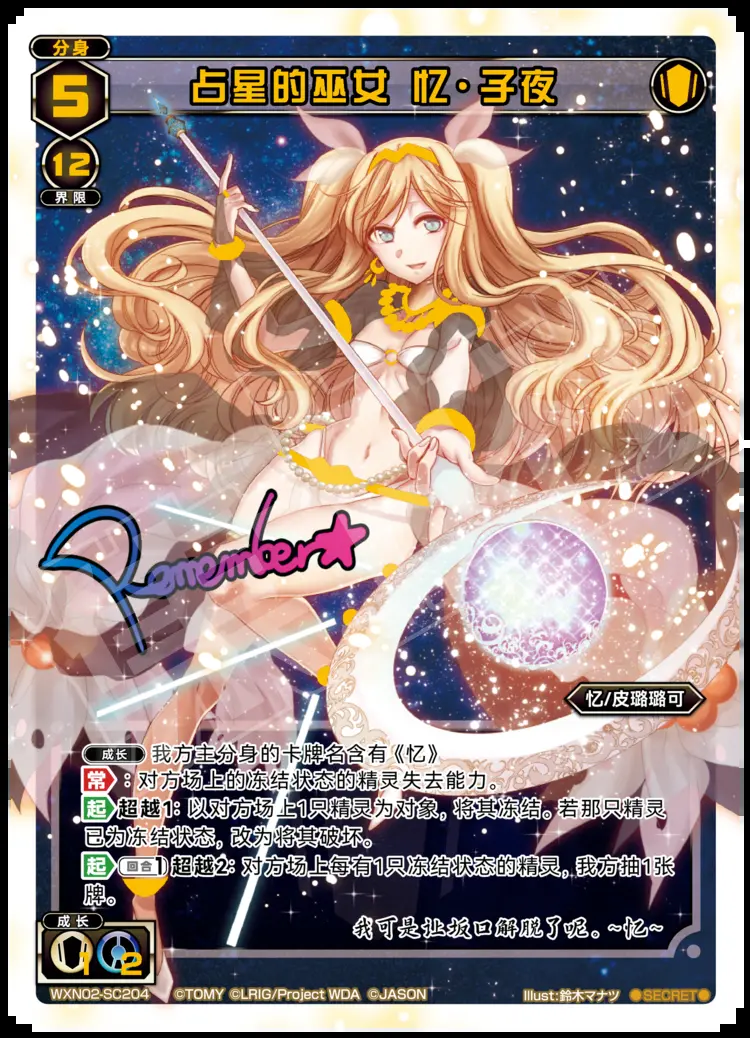 分身
5
占星的巫女 忆·子夜
12
界限
Remember★
忆/皮璐璐可
成长 我方主分身的卡牌名含有《忆》
常：对方场上的冻结状态的精灵失去能力。
起 超越1：以对方场上1只精灵为对象，将其冻结。若那只精灵
已为冻结状态，改为将其破坏。
起 回合1 超越2：对方场上每有1只冻结状态的精灵，我方抽1张
牌。
我可是让坂口解脱了呢。~忆~
成长
1 2
WXN02-SC204 ©TOMY ©LRIG/Project WDA ©JASON Illust:鈴木マナツ ●SECRET●